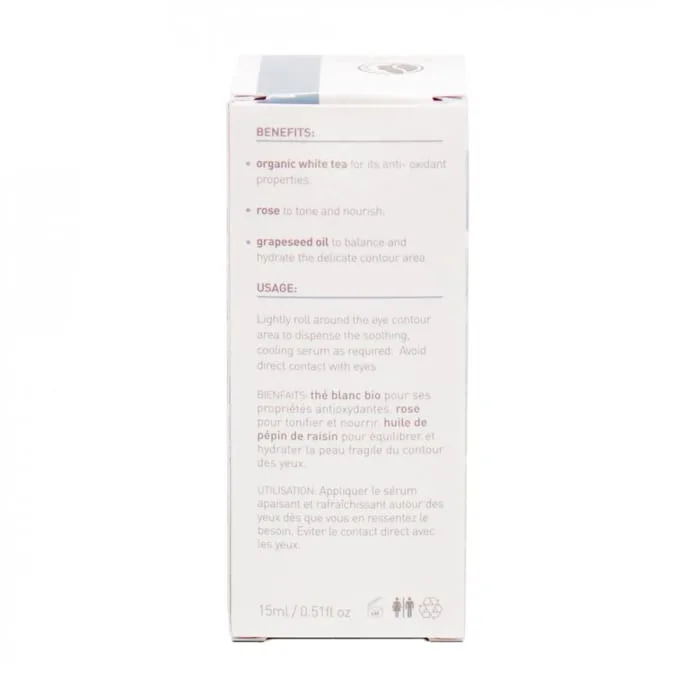 BENEFITS:
• organic white tea for its anti- oxidant
properties.
• rose to tone and nourish.
• grapeseed oil to balance and
hydrate the delicate contour area.
USAGE:
Lightly roll around the eye contour
area to dispense the soothing,
cooling serum as required. Avoid
direct contact with eyes.
BIENFAITS: thé blanc bio pour ses
propriétés antioxydantes, rose
pour tonifier et nourrir, huile de
pépin de raisin pour équilibrer et
hydrater la peau fragile du contour
des yeux.
UTILISATION: Appliquer le sérum
apaisant et rafraîchissant autour des
yeux dès que vous en ressentez le
besoin. Eviter le contact direct avec
les yeux.
15ml / 0.51fl oz